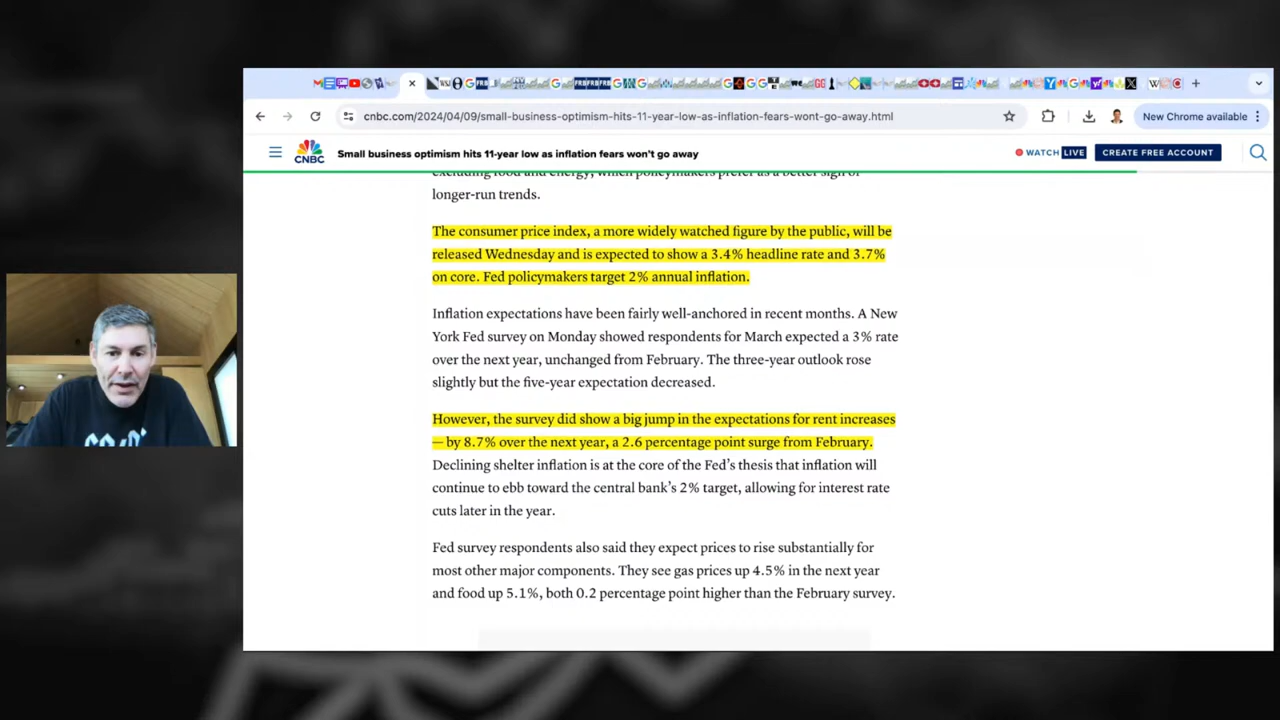 cnbc.com/2024/04/09/small-business-optimism-hits-11-year-low-as-inflation-fears-wont-go-away.html
New Chrome available
CNBC
Small business optimism hits 11-year low as inflation fears won't go away
WATCH LIVE
CREATE FREE ACCOUNT
excluding food and energy, which policymakers prefer as a better sign of
longer-run trends.
The consumer price index, a more widely watched figure by the public, will be
released Wednesday and is expected to show a 3.4% headline rate and 3.7%
on core. Fed policymakers target 2% annual inflation.
Inflation expectations have been fairly well-anchored in recent months. A New
York Fed survey on Monday showed respondents for March expected a 3% rate
over the next year, unchanged from February. The three-year outlook rose
slightly but the five-year expectation decreased.
However, the survey did show a big jump in the expectations for rent increases
— by 8.7% over the next year, a 2.6 percentage point surge from February.
Declining shelter inflation is at the core of the Fed's thesis that inflation will
continue to ebb toward the central bank's 2% target, allowing for interest rate
cuts later in the year.
Fed survey respondents also said they expect prices to rise substantially for
most other major components. They see gas prices up 4.5% in the next year
and food up 5.1%, both 0.2 percentage point higher than the February survey.